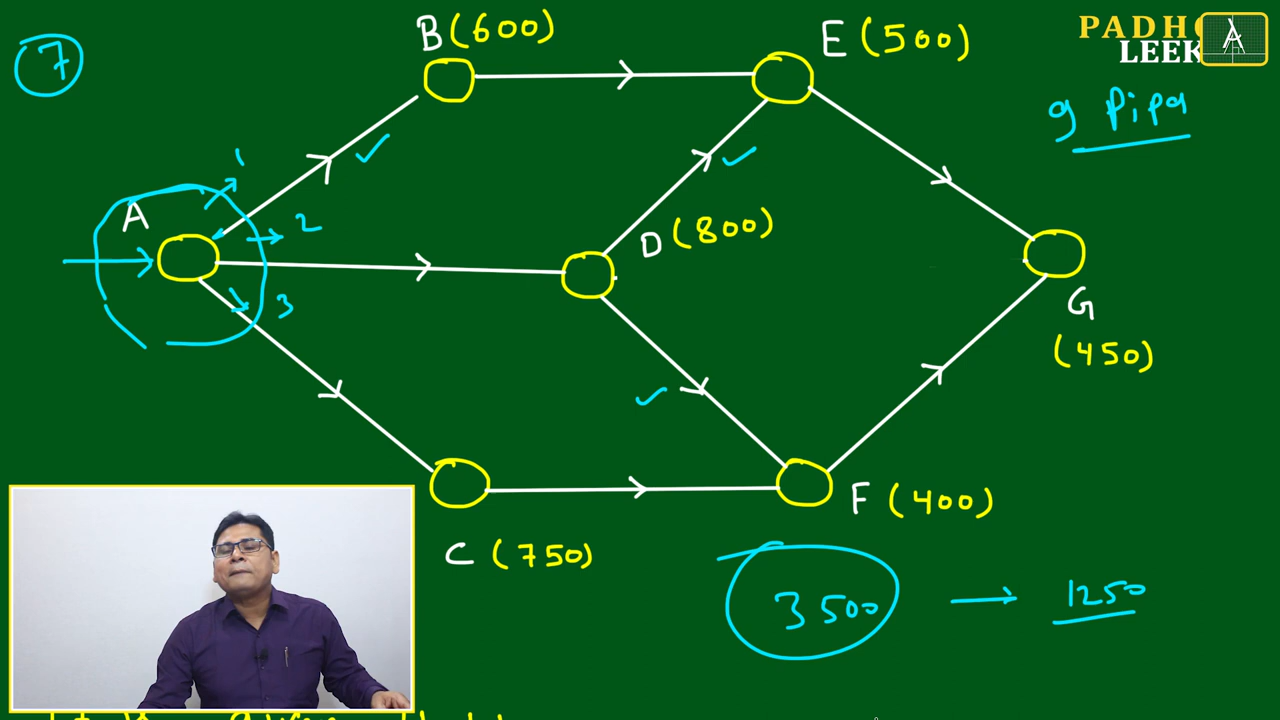 7
B (600)
E (500)
PADHO
LEEK
9 Pipe
1
A
2
D (800)
3
G
(450)
F (400)
C (750)
3500 → 1250